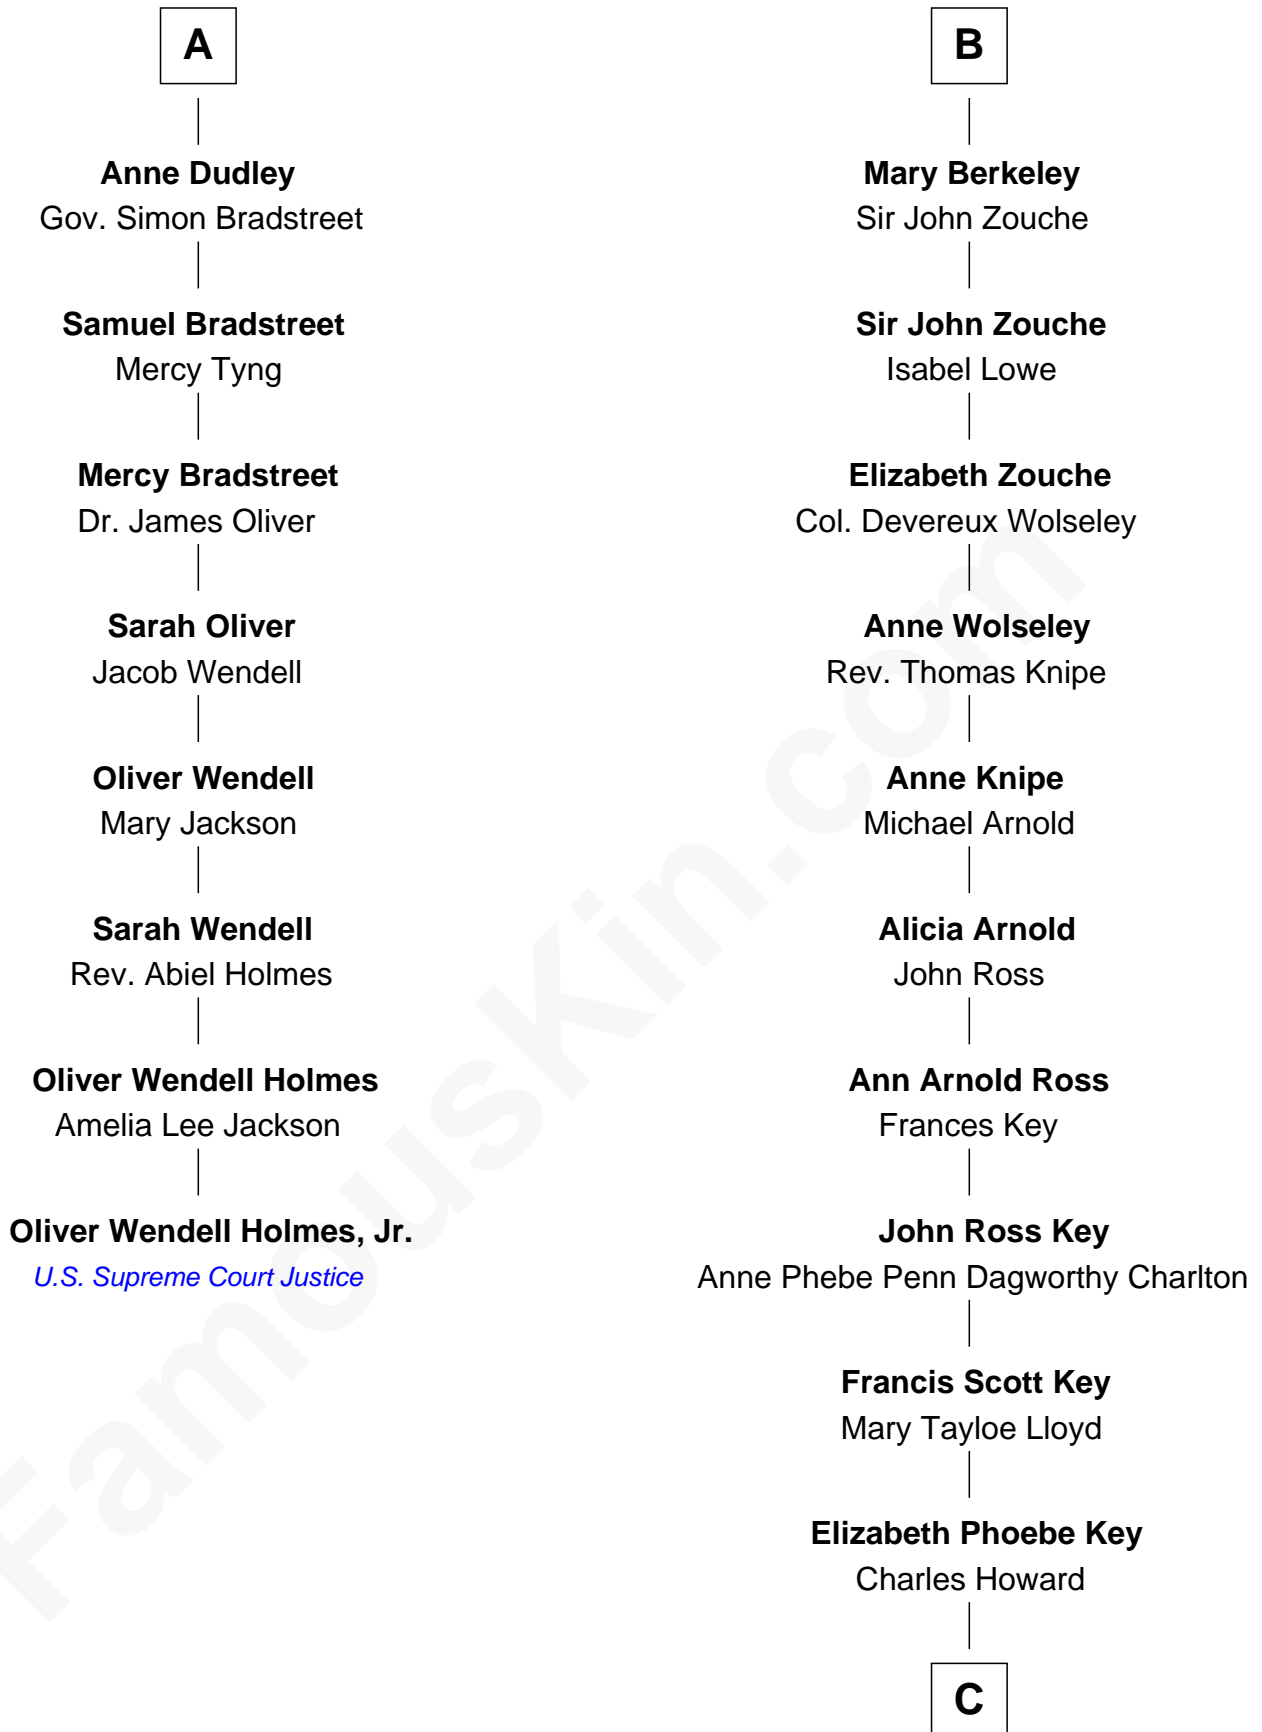 A
Anne Dudley
Gov. Simon Bradstreet
Samuel Bradstreet
Mercy Tyng
Mercy Bradstreet
Dr. James Oliver
Sarah Oliver
Jacob Wendell
Oliver Wendell
Mary Jackson
Sarah Wendell
Rev. Abiel Holmes
Oliver Wendell Holmes
Amelia Lee Jackson
Oliver Wendell Holmes, Jr.
U.S. Supreme Court Justice
B
Mary Berkeley
Sir John Zouche
Sir John Zouche
Isabel Lowe
Elizabeth Zouche
Col. Devereux Wolseley
Anne Wolseley
Rev. Thomas Knipe
Anne Knipe
Michael Arnold
Alicia Arnold
John Ross
Ann Arnold Ross
Frances Key
John Ross Key
Anne Phebe Penn Dagworthy Charlton
Francis Scott Key
Mary Tayloe Lloyd
Elizabeth Phoebe Key
Charles Howard
C
FamousKin.com